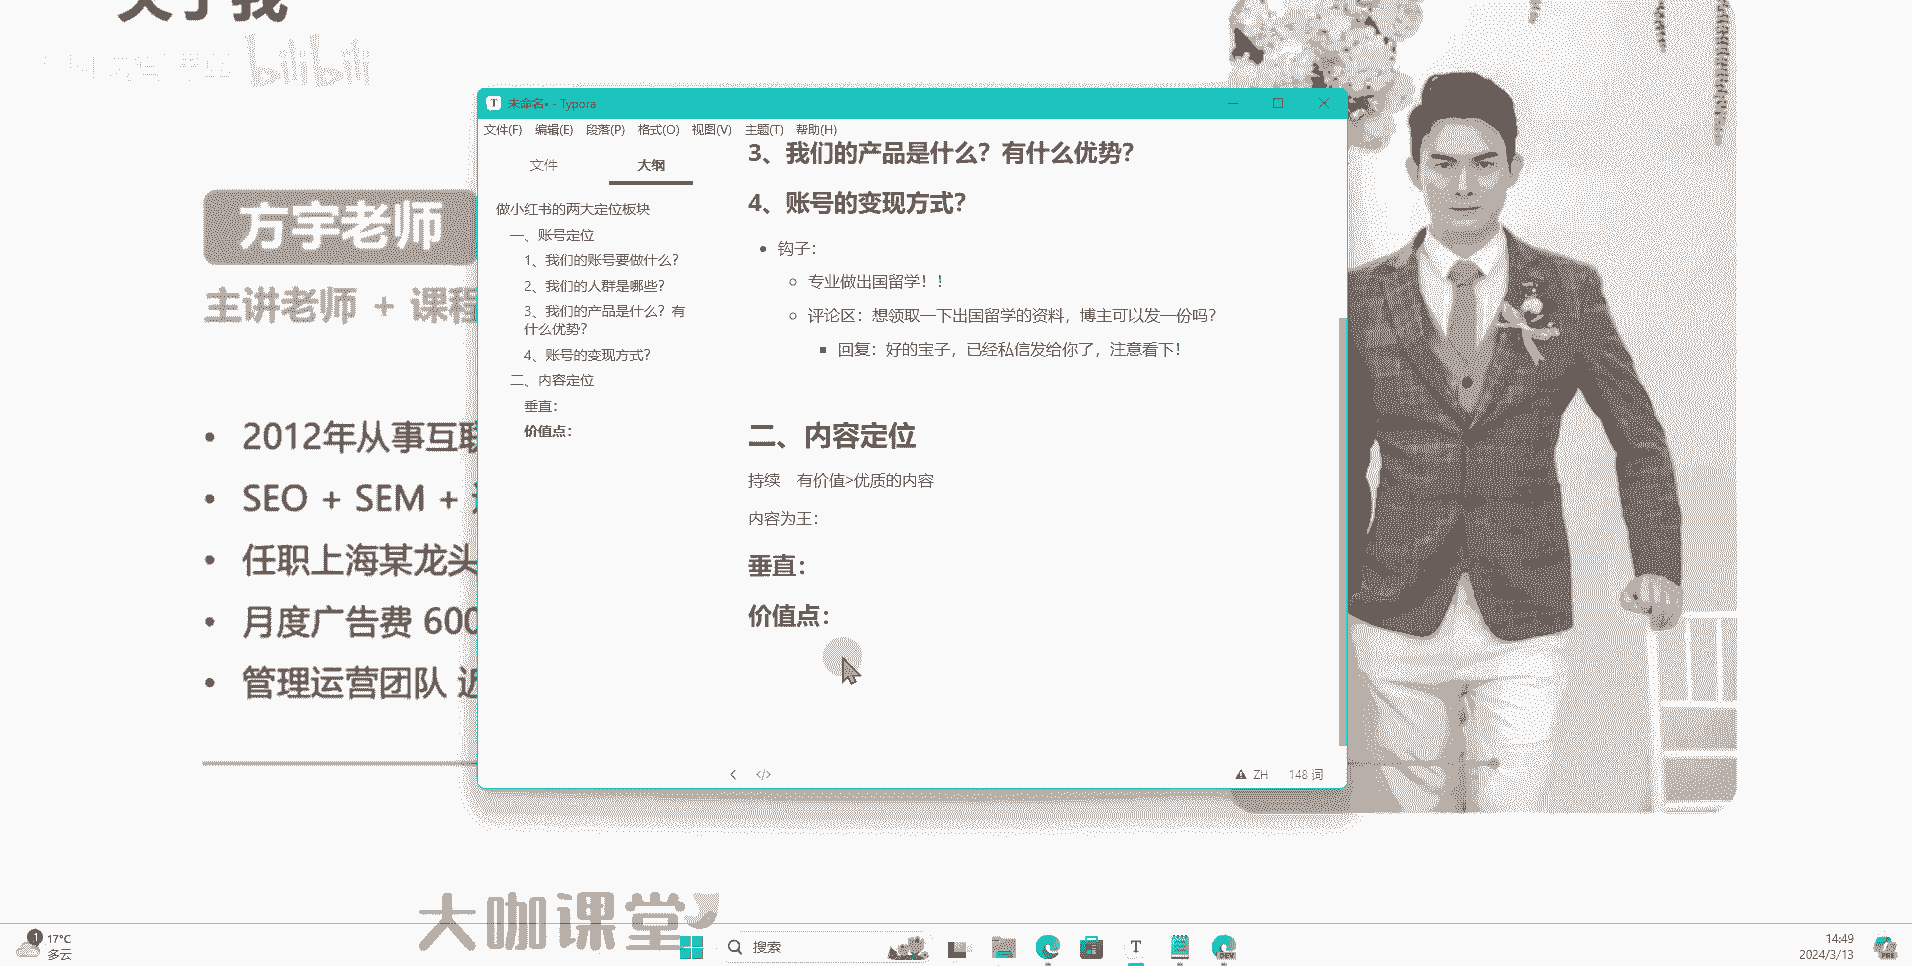 关于我
bilibili
方宇老师
主讲老师 + 课程
2012年从事互联
SEO + SEM +
任职上海某龙头
月度广告费 600
管理运营团队 近
未命名• - Typora
文件(F) 编辑(E) 段落(P) 格式(O) 视图(V) 主题(T) 帮助(H)
文件 大纲
做小红书的两大定位板块
一、账号定位
1、我们的账号要做什么？
2、我们的人群是哪些？
3、我们的产品是什么？有
什么优势？
4、账号的变现方式？
二、内容定位
垂直：
价值点：
3、我们的产品是什么？有什么优势？
4、账号的变现方式？
钩子：
专业做出国留学！！
评论区：想领取一下出国留学的资料，博主可以发一份吗？
回复：好的宝子，已经私信发给你了，注意看下！
二、内容定位
持续 有价值>优质的内容
内容为王：
垂直：
价值点：
</> ZH 148 词
大咖课堂
1 17°C
多云
搜索
T
DEV
14:49
2024/3/13
PRE